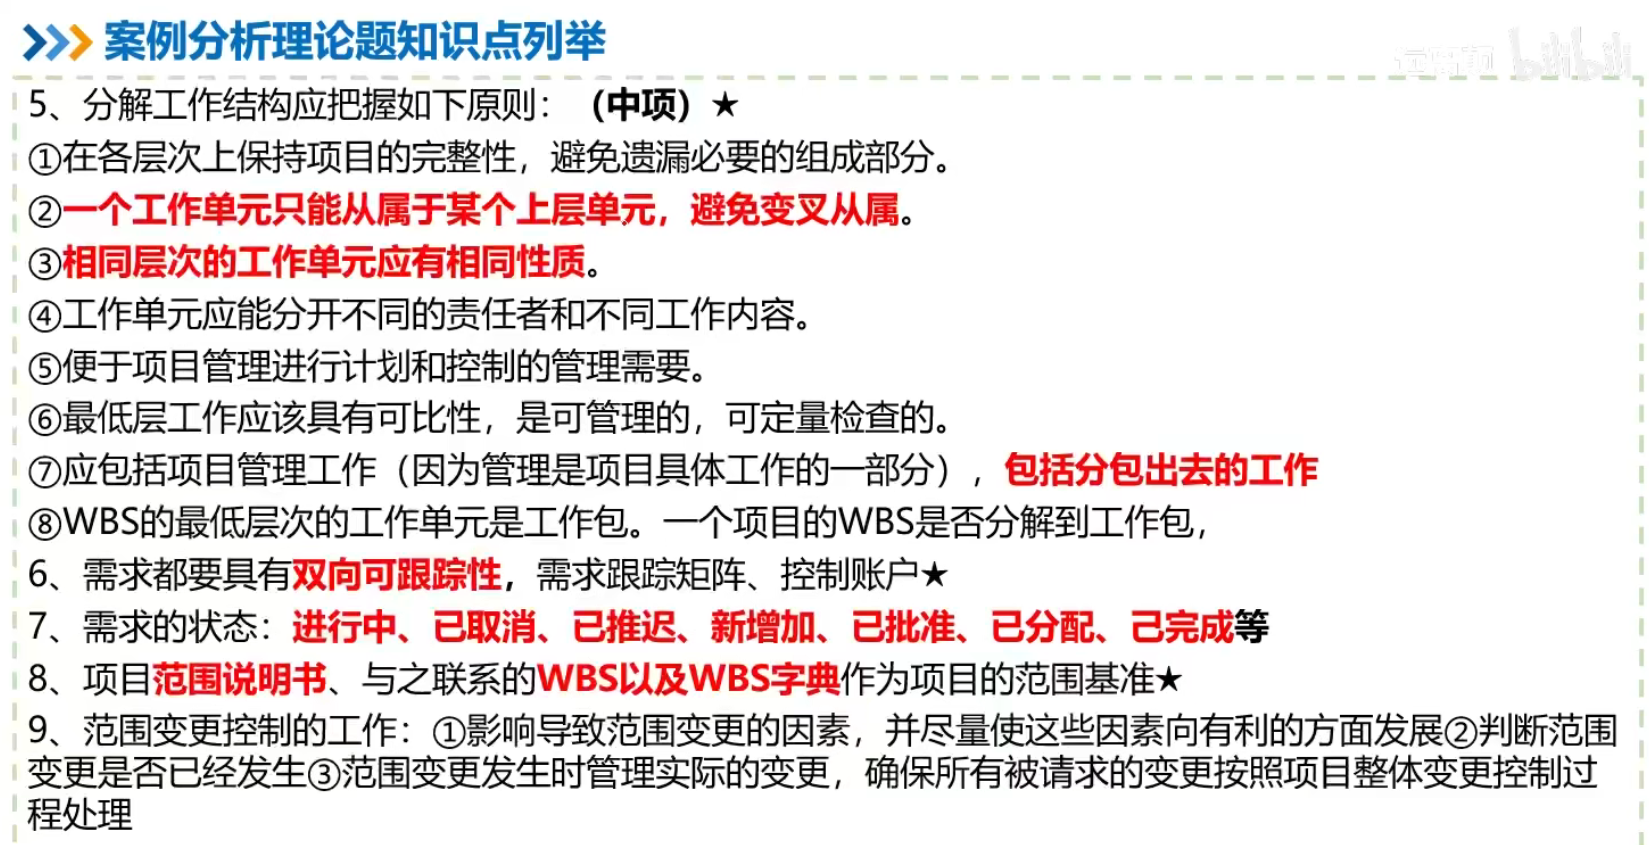 案例分析理论题知识点列举
bilibili
5、分解工作结构应把握如下原则：（中项）★
①在各层次上保持项目的完整性，避免遗漏必要的组成部分。
②一个工作单元只能从属于某个上层单元，避免变叉从属。
③相同层次的工作单元应有相同性质。
④工作单元应能分开不同的责任者和不同工作内容。
⑤便于项目管理进行计划和控制的管理需要。
⑥最低层工作应该具有可比性，是可管理的，可定量检查的。
⑦应包括项目管理工作（因为管理是项目具体工作的一部分），包括分包出去的工作
⑧WBS的最低层次的工作单元是工作包。一个项目的WBS是否分解到工作包，
6、需求都要具有双向可跟踪性，需求跟踪矩阵、控制账户★
7、需求的状态：进行中、已取消、已推迟、新增加、已批准、已分配、己完成等
8、项目范围说明书、与之联系的WBS以及WBS字典作为项目的范围基准★
9、范围变更控制的工作：①影响导致范围变更的因素，并尽量使这些因素向有利的方面发展②判断范围
变更是否已经发生③范围变更发生时管理实际的变更，确保所有被请求的变更按照项目整体变更控制过
程处理